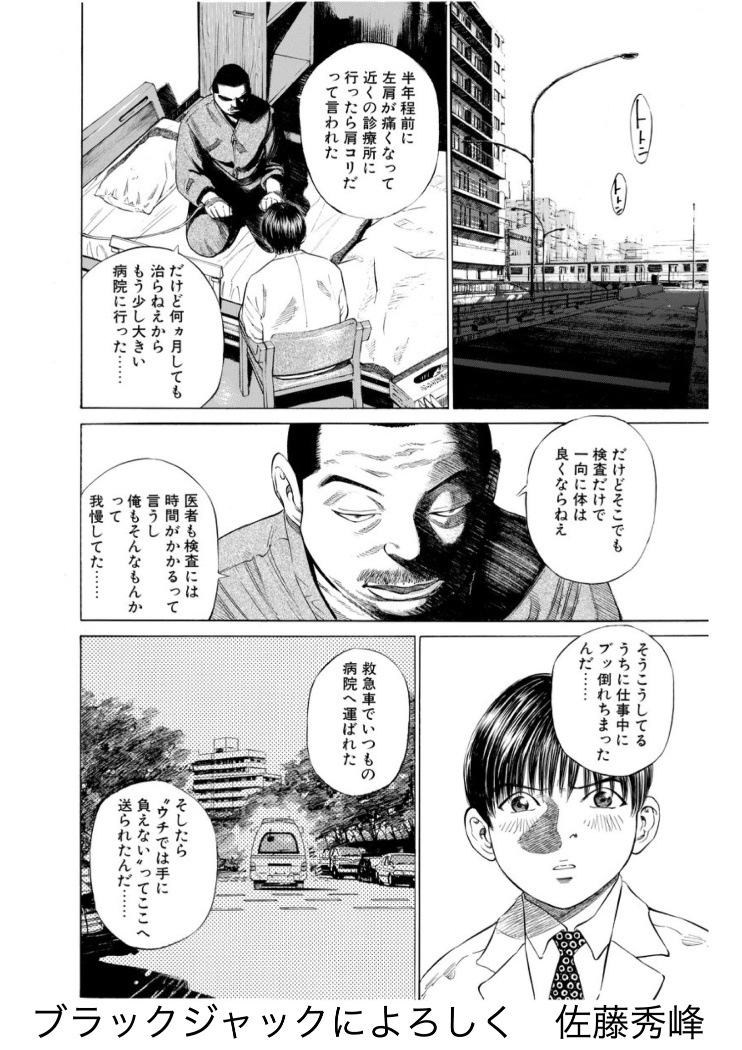 トトン
トトン
半年程前に
左肩が痛くなって
近くの診療所に
行ったら肩コリだ
って言われた
だけど何ヵ月しても
治らねえから
もう少し大きい
病院に行った……
だけどそこでも
検査だけで
一向に体は
良くならねえ
医者も検査には
時間がかかるって
言うし
俺もそんなもんか
って
我慢してた……
そうこうしてる
うちに仕事中に
ブッ倒れちまった
んだ……
救急車でいつもの
病院へ運ばれた
そしたら
〝ウチでは手に
負えない〟ってここへ
送られたんだ……
ブラックジャックによろしく　佐藤秀峰